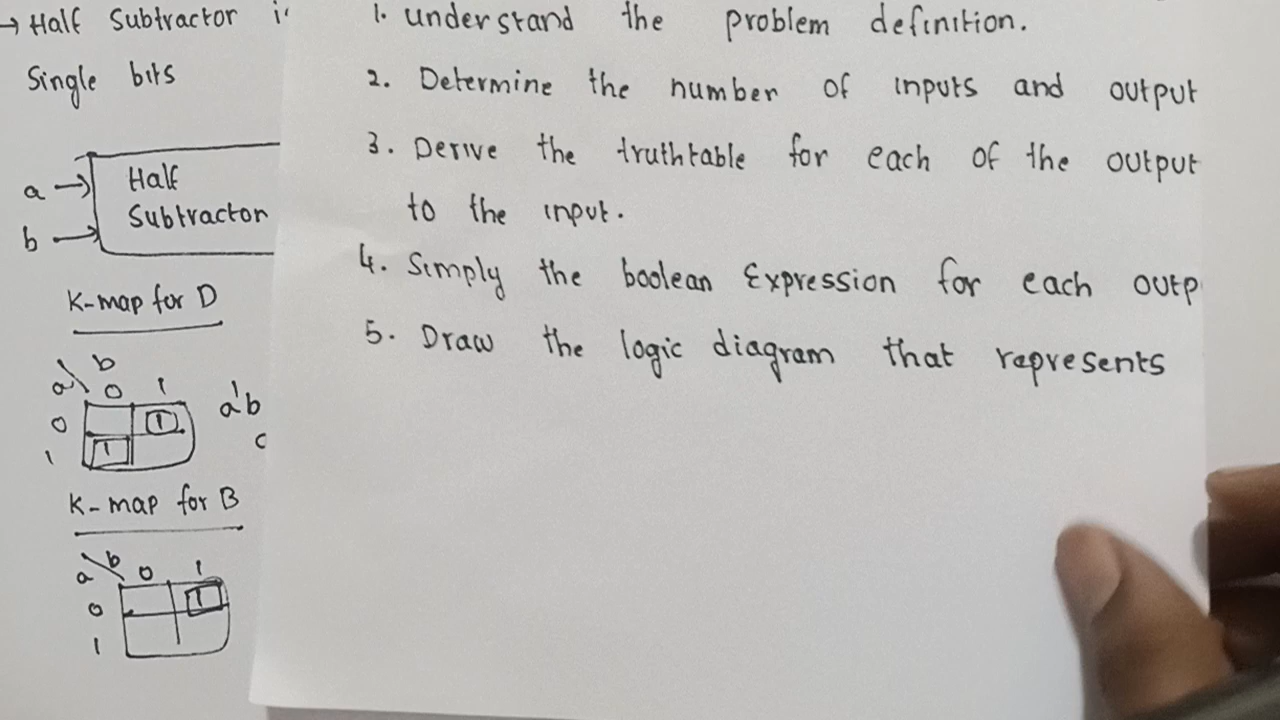 → Half Subtractor
Single bits
a → Half
Subtractor
b →
K-map for D
a\b 0 1
0 1
1 1
a'b
K-map for B
a\b 0 1
0 1
1
1. understand the problem definition.
2. Determine the number of inputs and output
3. Derive the truthtable for each of the output
to the input.
4. Simply the boolean Expression for each outp
5. Draw the logic diagram that represents